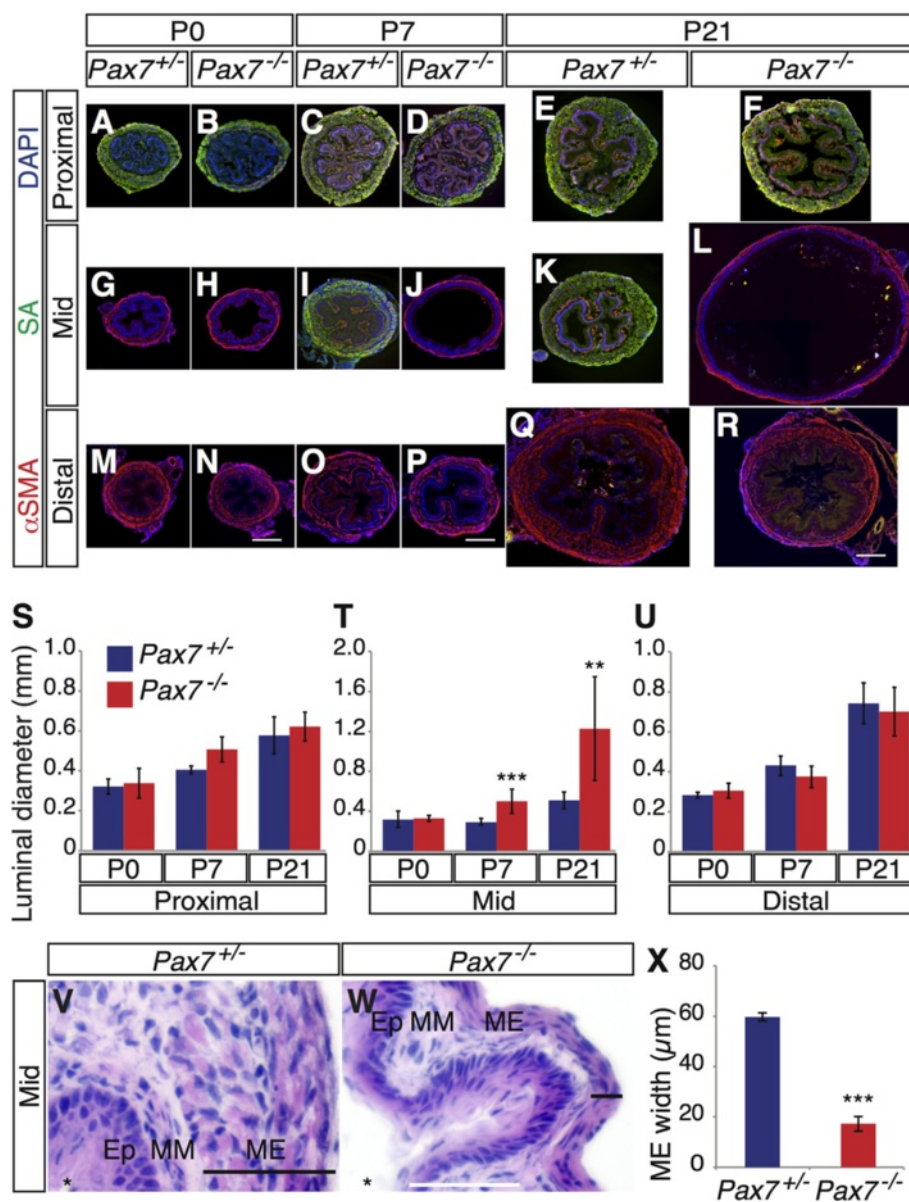 P0 P7 P21
Pax7+/- Pax7-/- Pax7+/- Pax7-/- Pax7+/- Pax7-/-
DAPI
SA
αSMA
Proximal
Mid
Distal
A B C D E F
G H I J K L
M N O P Q R
S T U
Luminal diameter (mm)
1.0
0.8
0.6
0.4
0.2
0
Pax7+/-
Pax7-/-
P0 P7 P21
Proximal
2.0
1.6
1.2
0.8
0.4
0
***
**
P0 P7 P21
Mid
1.0
0.8
0.6
0.4
0.2
0
P0 P7 P21
Distal
Pax7+/- Pax7-/-
Mid
V
Ep MM ME
*
W
Ep MM ME
*
X
ME width (µm)
80
60
40
20
0
***
Pax7+/- Pax7-/-